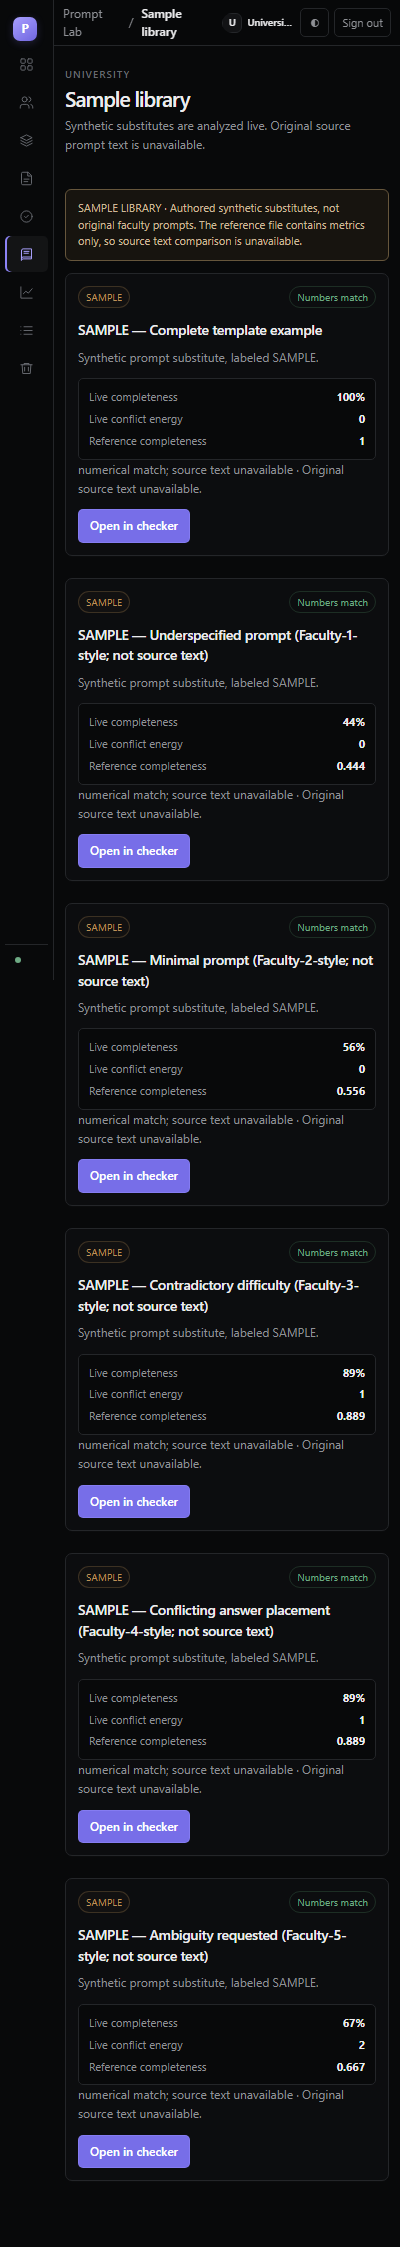 P
Prompt Lab / Sample library
U Universi... Sign out
UNIVERSITY
Sample library
Synthetic substitutes are analyzed live. Original source
prompt text is unavailable.
SAMPLE LIBRARY · Authored synthetic substitutes, not
original faculty prompts. The reference file contains metrics
only, so source text comparison is unavailable.
SAMPLE Numbers match
SAMPLE — Complete template example
Synthetic prompt substitute, labeled SAMPLE.
Live completeness 100%
Live conflict energy 0
Reference completeness 1
numerical match; source text unavailable · Original
source text unavailable.
Open in checker
SAMPLE Numbers match
SAMPLE — Underspecified prompt (Faculty-1-
style; not source text)
Synthetic prompt substitute, labeled SAMPLE.
Live completeness 44%
Live conflict energy 0
Reference completeness 0.444
numerical match; source text unavailable · Original
source text unavailable.
Open in checker
SAMPLE Numbers match
SAMPLE — Minimal prompt (Faculty-2-style; not
source text)
Synthetic prompt substitute, labeled SAMPLE.
Live completeness 56%
Live conflict energy 0
Reference completeness 0.556
numerical match; source text unavailable · Original
source text unavailable.
Open in checker
SAMPLE Numbers match
SAMPLE — Contradictory difficulty (Faculty-3-
style; not source text)
Synthetic prompt substitute, labeled SAMPLE.
Live completeness 89%
Live conflict energy 1
Reference completeness 0.889
numerical match; source text unavailable · Original
source text unavailable.
Open in checker
SAMPLE Numbers match
SAMPLE — Conflicting answer placement
(Faculty-4-style; not source text)
Synthetic prompt substitute, labeled SAMPLE.
Live completeness 89%
Live conflict energy 1
Reference completeness 0.889
numerical match; source text unavailable · Original
source text unavailable.
Open in checker
SAMPLE Numbers match
SAMPLE — Ambiguity requested (Faculty-5-
style; not source text)
Synthetic prompt substitute, labeled SAMPLE.
Live completeness 67%
Live conflict energy 2
Reference completeness 0.667
numerical match; source text unavailable · Original
source text unavailable.
Open in checker